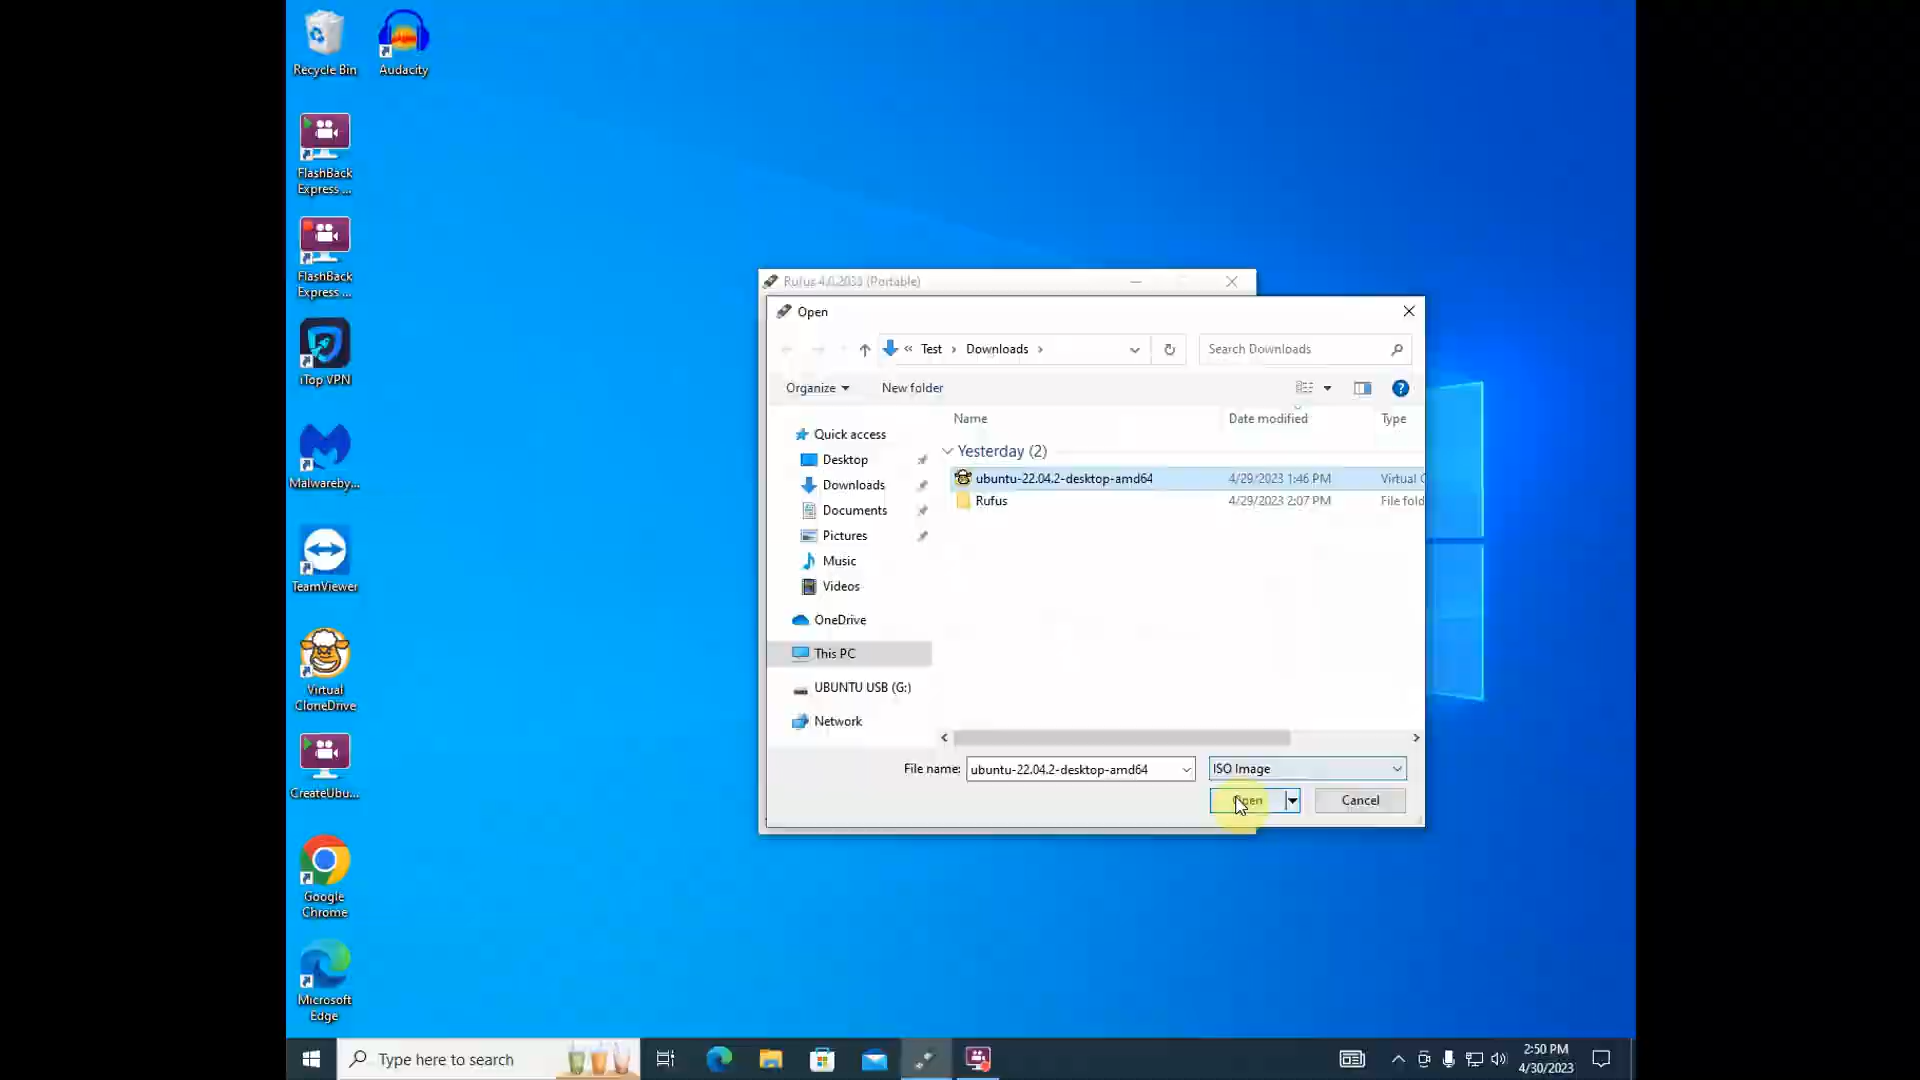 Recycle Bin
Audacity
FlashBack
Express ...
FlashBack
Express ...
iTop VPN
Malwareby...
TeamViewer
Virtual
CloneDrive
CreateUbu...
Google
Chrome
Microsoft
Edge
Rufus 4.0.2033 (Portable)
Open
« Test › Downloads ›
Search Downloads
Organize
New folder
Name
Date modified
Type
Quick access
Desktop
Downloads
Documents
Pictures
Music
Videos
OneDrive
This PC
UBUNTU USB (G:)
Network
Yesterday (2)
ubuntu-22.04.2-desktop-amd64
4/29/2023 1:46 PM
Virtual C
Rufus
4/29/2023 2:07 PM
File fold
File name:
ubuntu-22.04.2-desktop-amd64
ISO Image
Open
Cancel
Type here to search
2:50 PM
4/30/2023